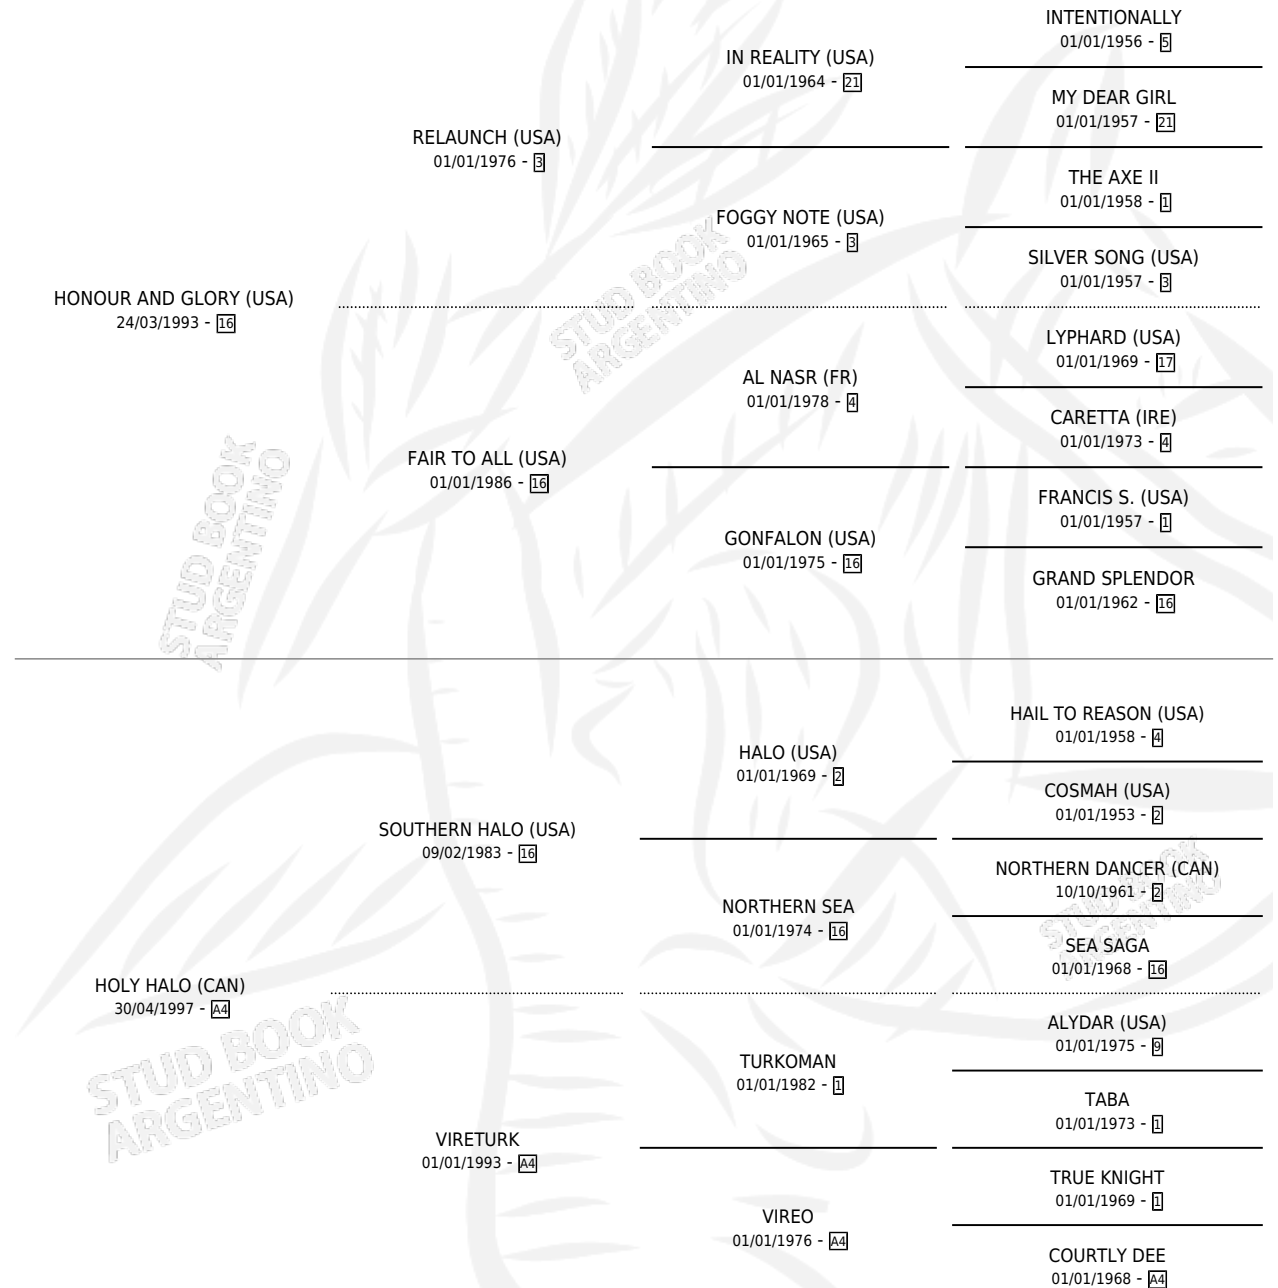 INTENTIONALLY
01/01/1956 - 5
IN REALITY (USA)
01/01/1964 - 21
MY DEAR GIRL
01/01/1957 - 21
RELAUNCH (USA)
01/01/1976 - 3
THE AXE II
01/01/1958 - 1
FOGGY NOTE (USA)
01/01/1965 - 3
SILVER SONG (USA)
01/01/1957 - 3
HONOUR AND GLORY (USA)
24/03/1993 - 16
LYPHARD (USA)
01/01/1969 - 17
AL NASR (FR)
01/01/1978 - 4
CARETTA (IRE)
01/01/1973 - 4
FAIR TO ALL (USA)
01/01/1986 - 16
FRANCIS S. (USA)
01/01/1957 - 1
GONFALON (USA)
01/01/1975 - 16
GRAND SPLENDOR
01/01/1962 - 16
HAIL TO REASON (USA)
01/01/1958 - 4
HALO (USA)
01/01/1969 - 2
COSMAH (USA)
01/01/1953 - 2
SOUTHERN HALO (USA)
09/02/1983 - 16
NORTHERN DANCER (CAN)
10/10/1961 - 2
NORTHERN SEA
01/01/1974 - 16
SEA SAGA
01/01/1968 - 16
HOLY HALO (CAN)
30/04/1997 - A4
ALYDAR (USA)
01/01/1975 - 9
TURKOMAN
01/01/1982 - 1
TABA
01/01/1973 - 1
VIRETURK
01/01/1993 - A4
TRUE KNIGHT
01/01/1969 - 1
VIREO
01/01/1976 - A4
COURTLY DEE
01/01/1968 - A4
STUD BOOK
ARGENTINO
STUD BOOK
ARGENTINO
STUD BOOK
ARGENTINO
STUD BOOK
ARGENTINO